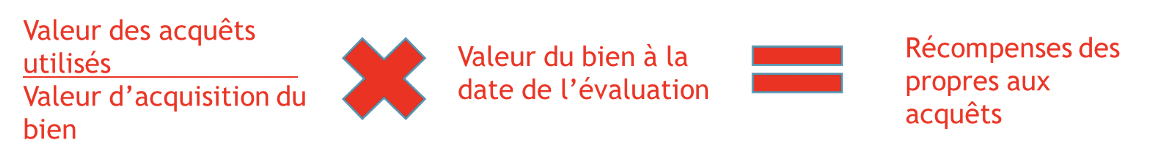 Valeur des acquêts
utilisés
Valeur d’acquisition du
bien
Valeur du bien à la
date de l’évaluation
Récompenses des
propres aux
acquêts